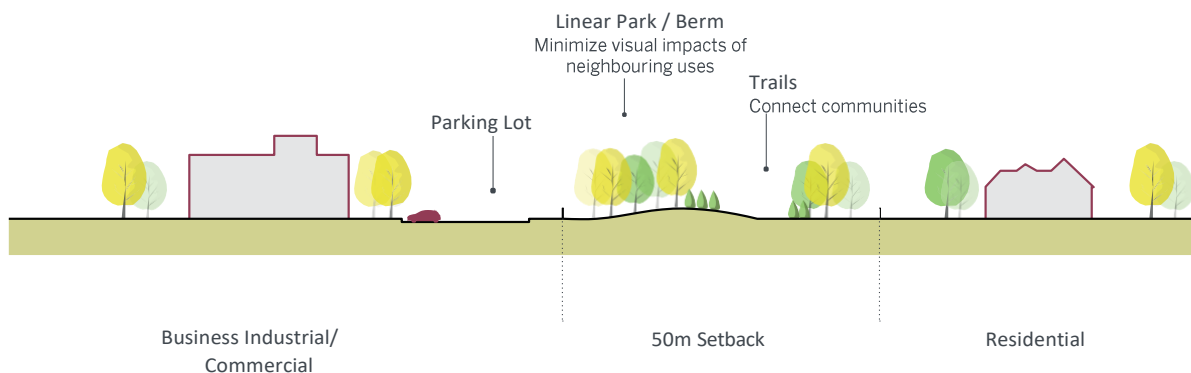 Linear Park / Berm
Minimize visual impacts of
neighbouring uses
Trails
Connect communities
Parking Lot
Business Industrial/
Commercial
50m Setback
Residential